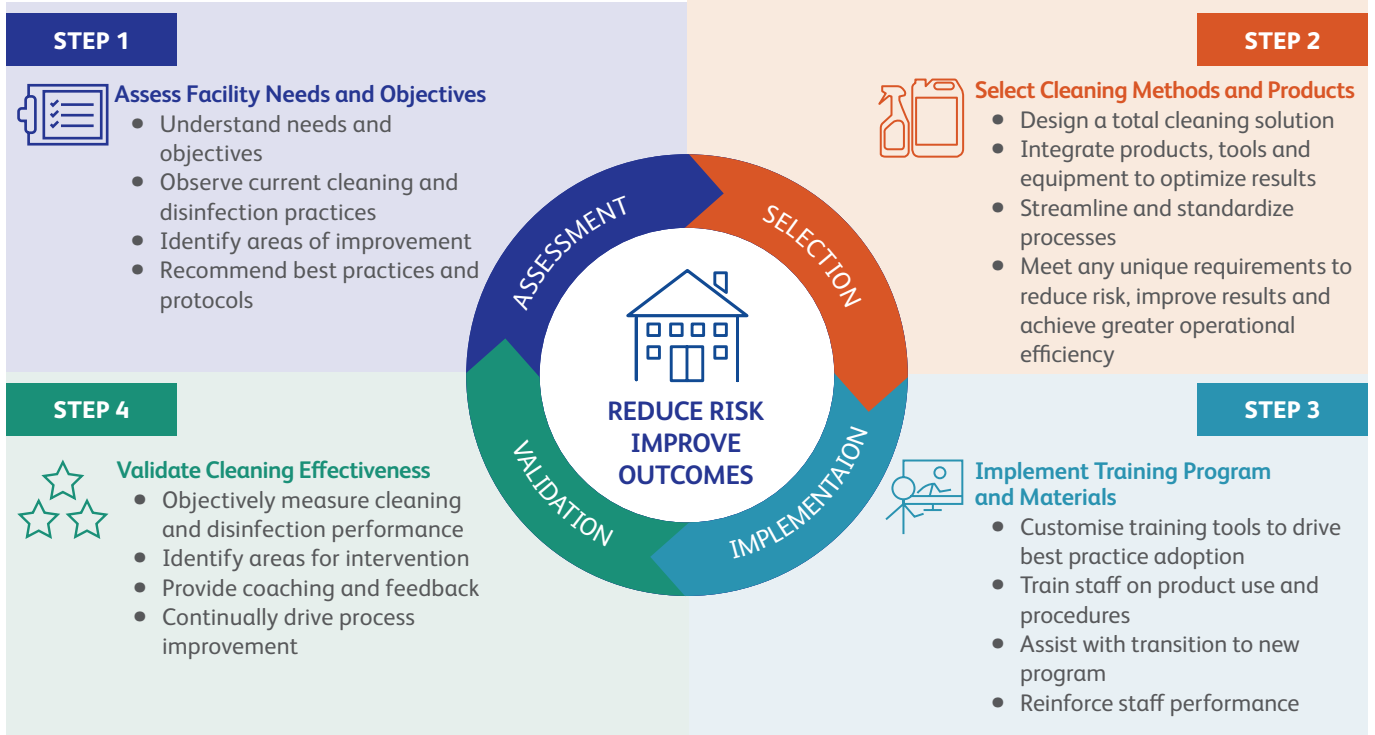 STEP 1
Assess Facility Needs and Objectives
• Understand needs and
objectives
• Observe current cleaning and
disinfection practices
• Identify areas of improvement
• Recommend best practices and
protocols
STEP 2
Select Cleaning Methods and Products
• Design a total cleaning solution
• Integrate products, tools and
equipment to optimize results
• Streamline and standardize
processes
• Meet any unique requirements to
reduce risk, improve results and
achieve greater operational
efficiency
ASSESSMENT
SELECTION
IMPLEMENTAION
VALIDATION
REDUCE RISK
IMPROVE
OUTCOMES
STEP 3
Implement Training Program
and Materials
• Customise training tools to drive
best practice adoption
• Train staff on product use and
procedures
• Assist with transition to new
program
• Reinforce staff performance
STEP 4
Validate Cleaning Effectiveness
• Objectively measure cleaning
and disinfection performance
• Identify areas for intervention
• Provide coaching and feedback
• Continually drive process
improvement